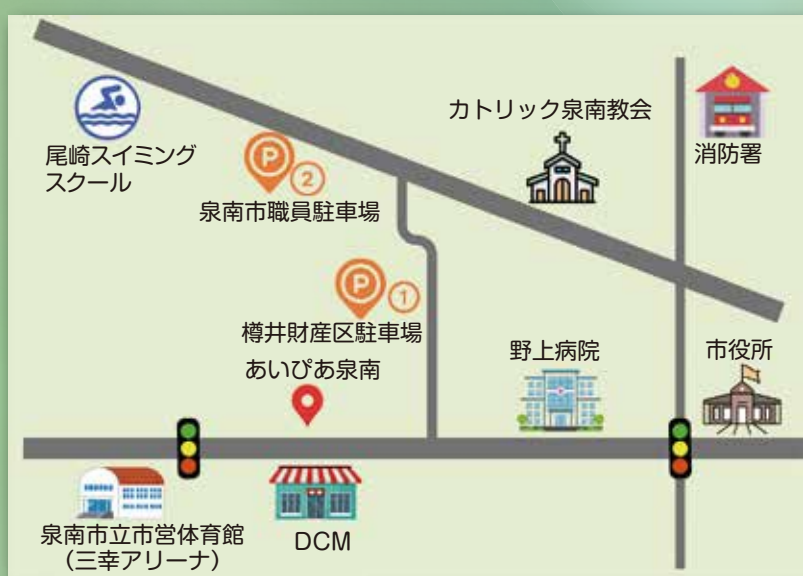 カトリック泉南教会
消防署
尾崎スイミング
スクール
P
2
泉南市職員駐車場
P
1
樽井財産区駐車場
あいぴあ泉南
野上病院
市役所
泉南市立市営体育館
（三幸アリーナ）
DCM